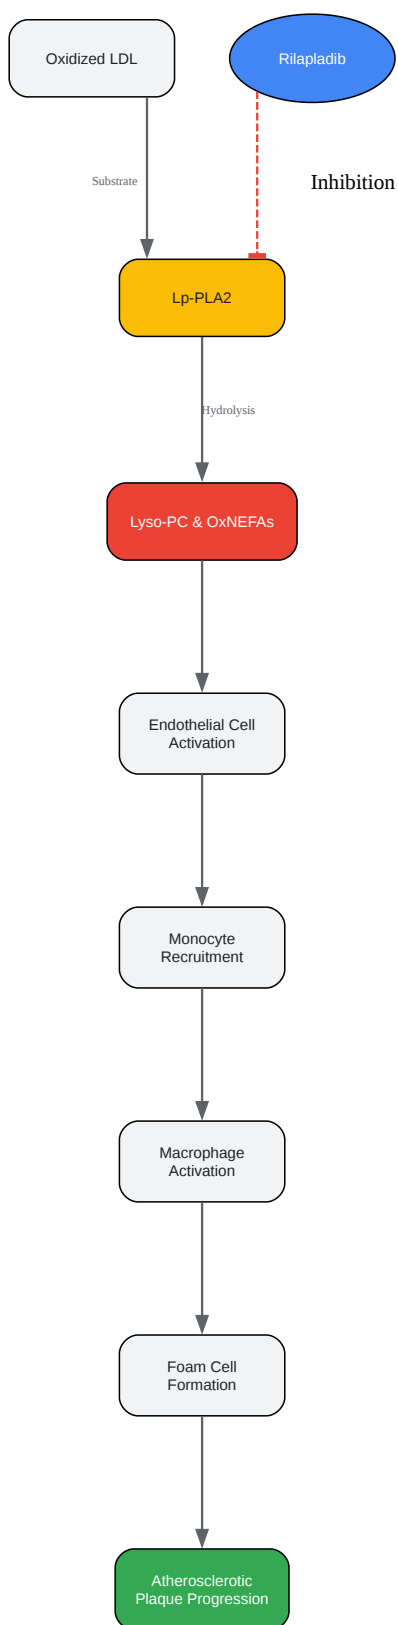 Oxidized LDL
Rilapladib
Substrate
Inhibition
Lp-PLA2
Hydrolysis
Lyso-PC & OxNEFAs
Endothelial Cell
Activation
Monocyte
Recruitment
Macrophage
Activation
Foam Cell
Formation
Atherosclerotic
Plaque Progression